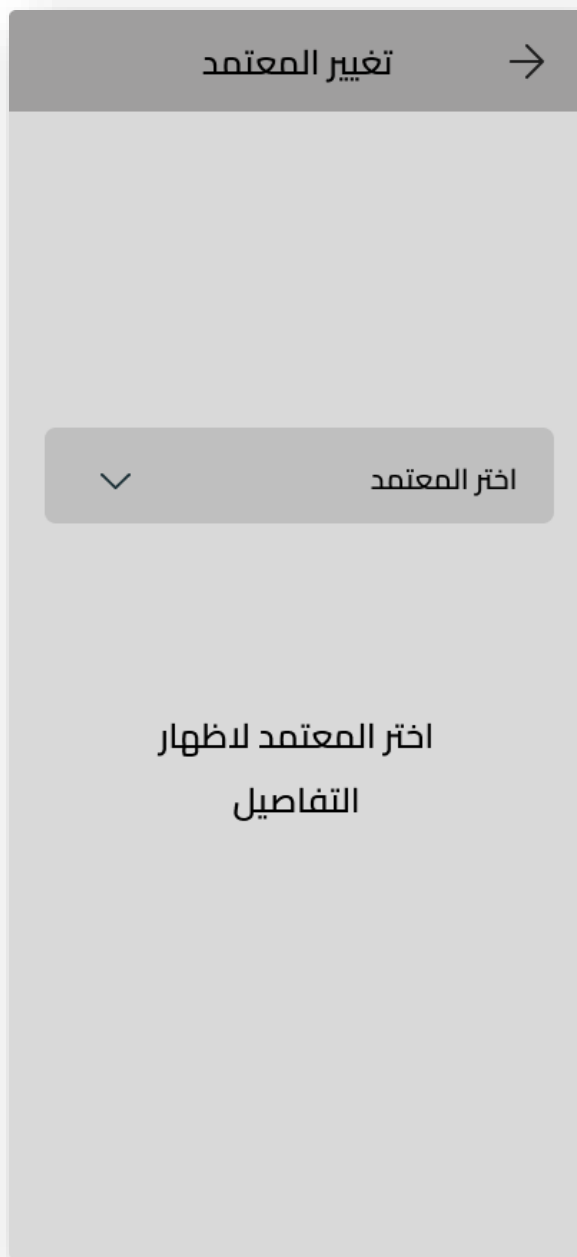 تغيير المعتمد
اختر المعتمد
اختر المعتمد لاظهار
التفاصيل